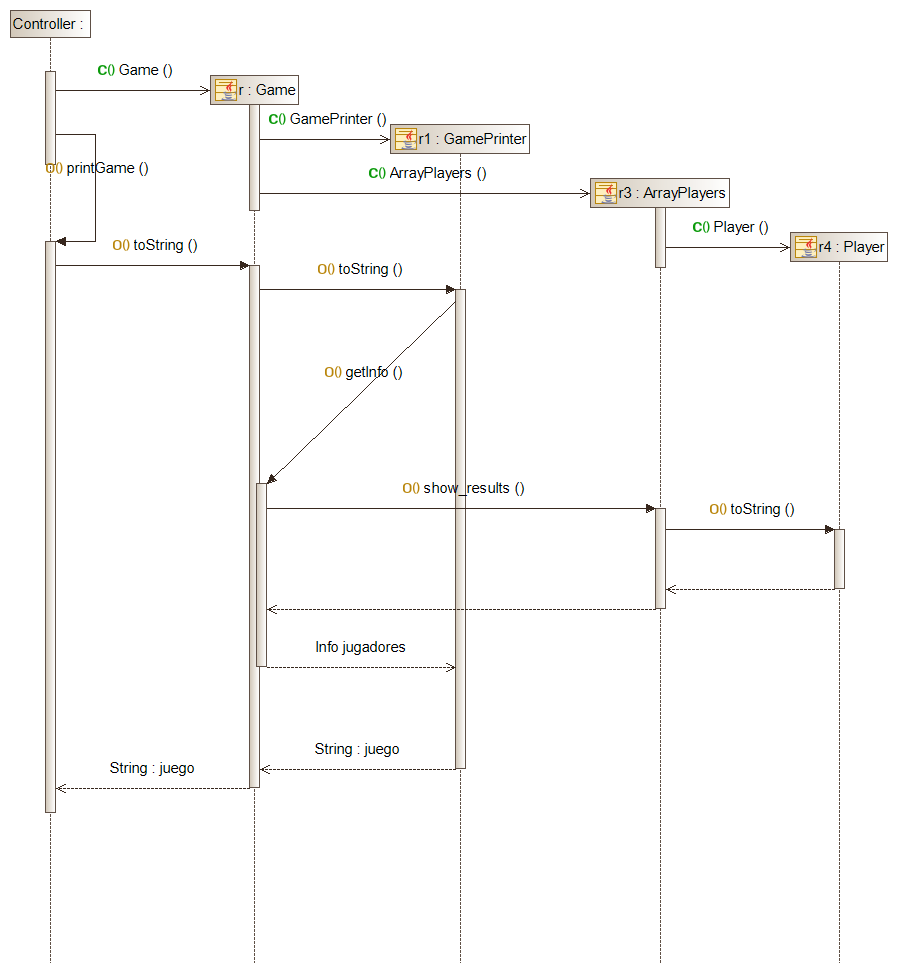 Controller :
C() Game ()
r : Game
C() GamePrinter ()
r1 : GamePrinter
O() printGame ()
C() ArrayPlayers ()
r3 : ArrayPlayers
C() Player ()
r4 : Player
O() toString ()
O() toString ()
O() getInfo ()
O() show_results ()
O() toString ()
Info jugadores
String : juego
String : juego